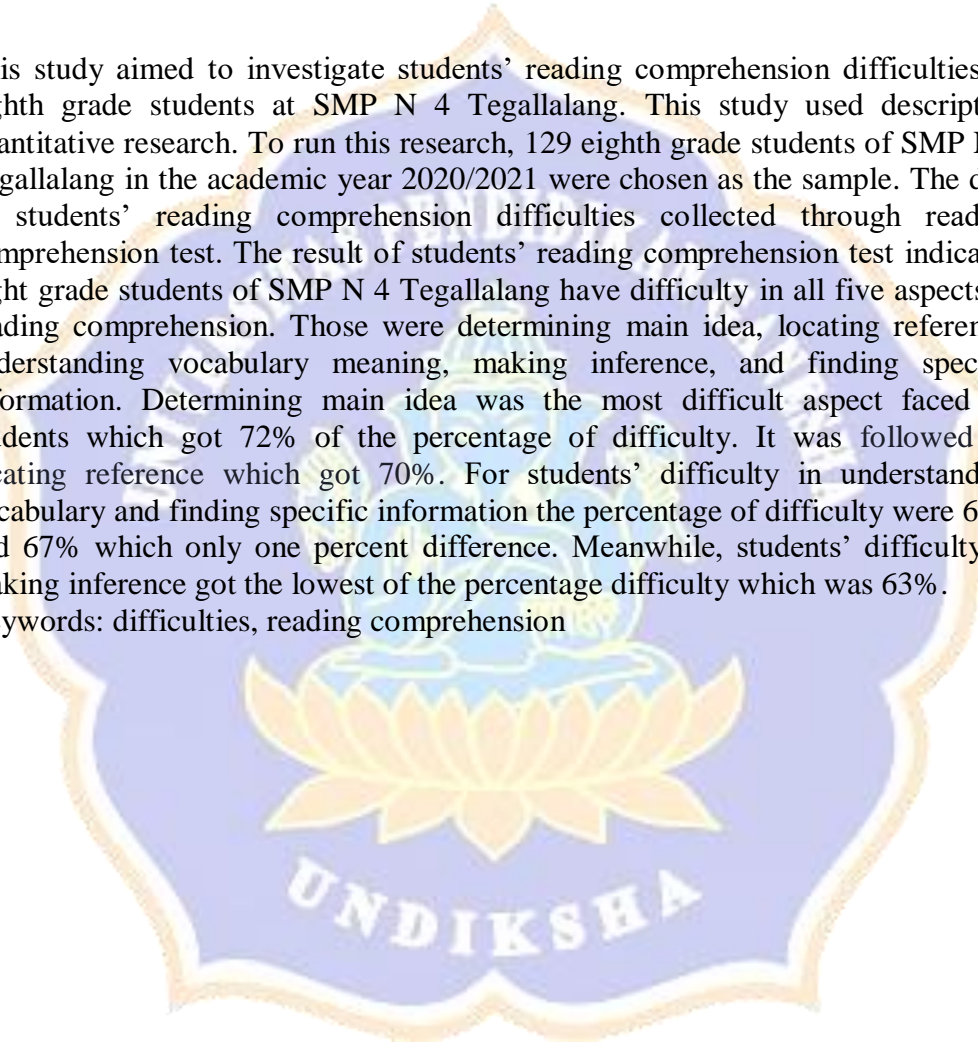 is study aimed to investigate students’ reading comprehension difficulties
ghth grade students at SMP N 4 Tegallalang. This study used descript
antitative research. To run this research, 129 eighth grade students of SMP N
gallalang in the academic year 2020/2021 were chosen as the sample. The d
students’ reading comprehension difficulties collected through read
mprehension test. The result of students’ reading comprehension test indica
ght grade students of SMP N 4 Tegallalang have difficulty in all five aspects
ading comprehension. Those were determining main idea, locating referen
derstanding vocabulary meaning, making inference, and finding spec
formation. Determining main idea was the most difficult aspect faced
dents which got 72% of the percentage of difficulty. It was followed
cating reference which got 70%. For students’ difficulty in understand
cabulary and finding specific information the percentage of difficulty were 6
d 67% which only one percent difference. Meanwhile, students’ difficulty
aking inference got the lowest of the percentage difficulty which was 63%.
ywords: difficulties, reading comprehension
UNDIKSHA